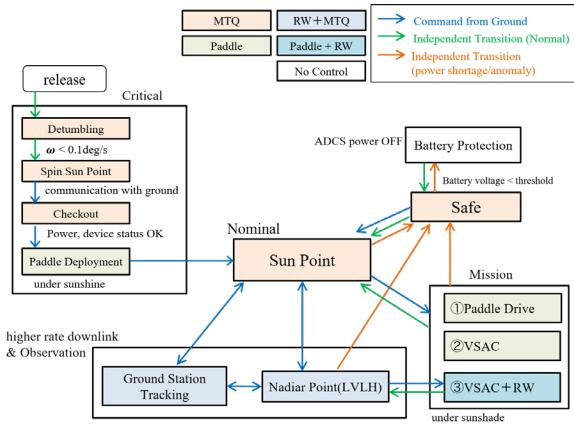 MTQ
RW+MTQ
Paddle
Paddle + RW
No Control
Command from Ground
Independent Transition (Normal)
Independent Transition
(power shortage/anomaly)
release
Critical
Detumbling
ω < 0.1deg/s
Spin Sun Point
communication with ground
Checkout
Power, device status OK
Paddle Deployment
under sunshine
ADCS power OFF
Battery Protection
Battery voltage < threshold
Safe
Nominal
Sun Point
Mission
①Paddle Drive
②VSAC
③VSAC+RW
under sunshade
higher rate downlink
& Observation
Ground Station
Tracking
Nadiar Point(LVLH)